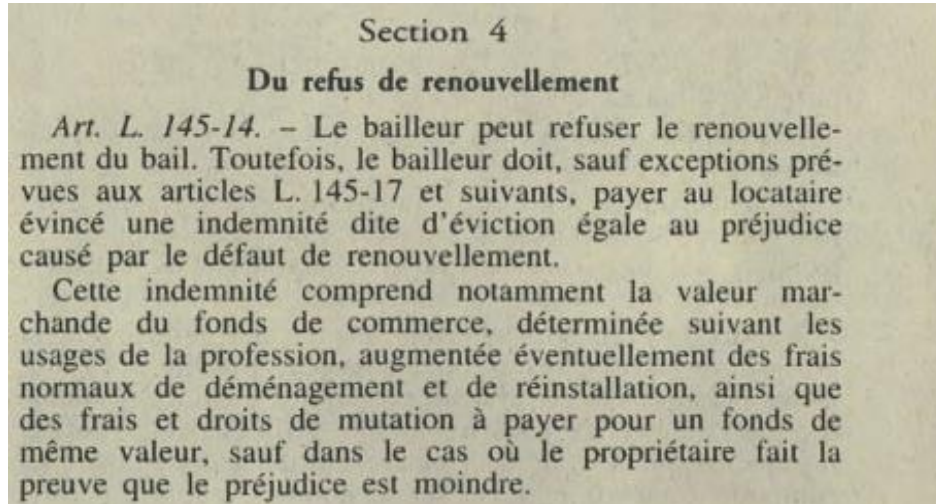 Section 4
Du refus de renouvellement
Art. L. 145-14. – Le bailleur peut refuser le renouvelle-
ment du bail. Toutefois, le bailleur doit, sauf exceptions pré-
vues aux articles L. 145-17 et suivants, payer au locataire
évincé une indemnité dite d'éviction égale au préjudice
causé par le défaut de renouvellement.
Cette indemnité comprend notamment la valeur mar-
chande du fonds de commerce, déterminée suivant les
usages de la profession, augmentée éventuellement des frais
normaux de déménagement et de réinstallation, ainsi que
des frais et droits de mutation à payer pour un fonds de
même valeur, sauf dans le cas où le propriétaire fait la
preuve que le préjudice est moindre.